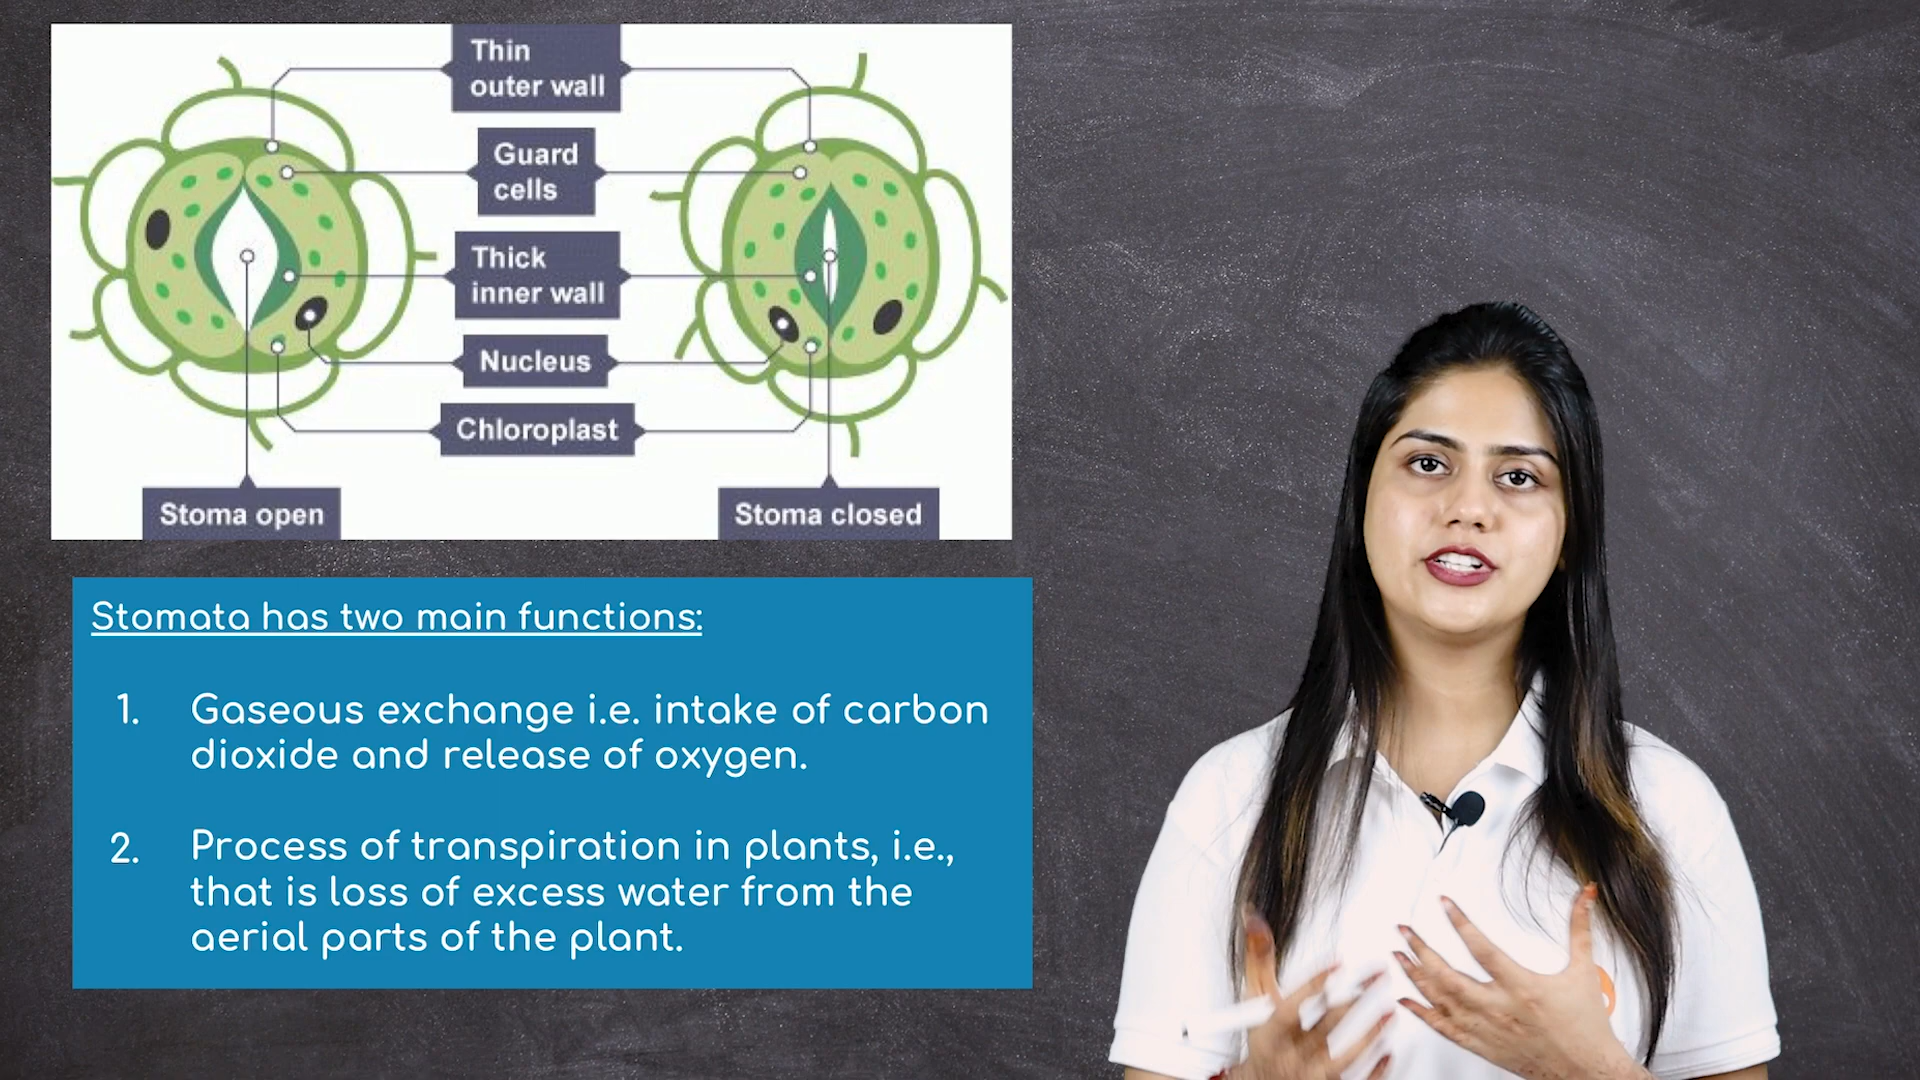 Thin
outer wall
Guard
cells
Thick
inner wall
Nucleus
Chloroplast
Stoma open
Stoma closed
Stomata has two main functions:
1. Gaseous exchange i.e. intake of carbon
dioxide and release of oxygen.
2. Process of transpiration in plants, i.e.,
that is loss of excess water from the
aerial parts of the plant.